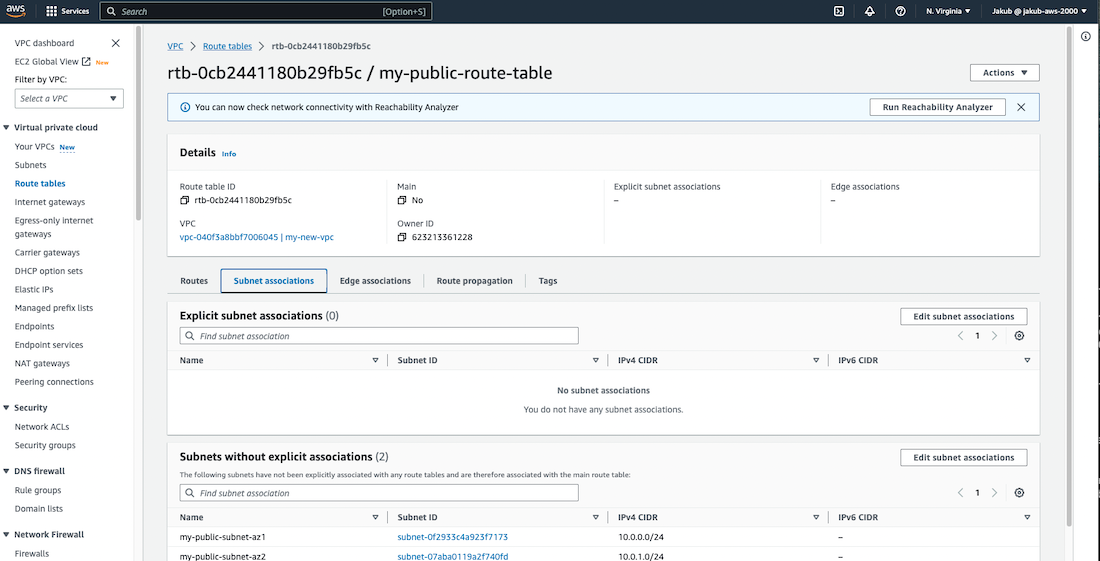 aws Services Search [Option+S] N. Virginia Jakub @ jakub-aws-2000
VPC dashboard
EC2 Global View New
Filter by VPC:
Select a VPC
Virtual private cloud
Your VPCs New
Subnets
Route tables
Internet gateways
Egress-only internet
gateways
Carrier gateways
DHCP option sets
Elastic IPs
Managed prefix lists
Endpoints
Endpoint services
NAT gateways
Peering connections
Security
Network ACLs
Security groups
DNS firewall
Rule groups
Domain lists
Network Firewall
Firewalls
VPC Route tables rtb-0cb2441180b29fb5c
rtb-0cb2441180b29fb5c / my-public-route-table
Actions
You can now check network connectivity with Reachability Analyzer
Run Reachability Analyzer
Details Info
Route table ID
rtb-0cb2441180b29fb5c
Main
No
Explicit subnet associations
–
Edge associations
–
VPC
vpc-040f3a8bbf7006045 | my-new-vpc
Owner ID
623213361228
Routes Subnet associations Edge associations Route propagation Tags
Explicit subnet associations (0)
Edit subnet associations
Find subnet association
1
Name Subnet ID IPv4 CIDR IPv6 CIDR
No subnet associations
You do not have any subnet associations.
Subnets without explicit associations (2)
Edit subnet associations
The following subnets have not been explicitly associated with any route tables and are therefore associated with the main route table:
Find subnet association
1
Name Subnet ID IPv4 CIDR IPv6 CIDR
my-public-subnet-az1 subnet-0f2933c4a923f7173 10.0.0.0/24 –
my-public-subnet-az2 subnet-07aba0119a2f740fd 10.0.1.0/24 –